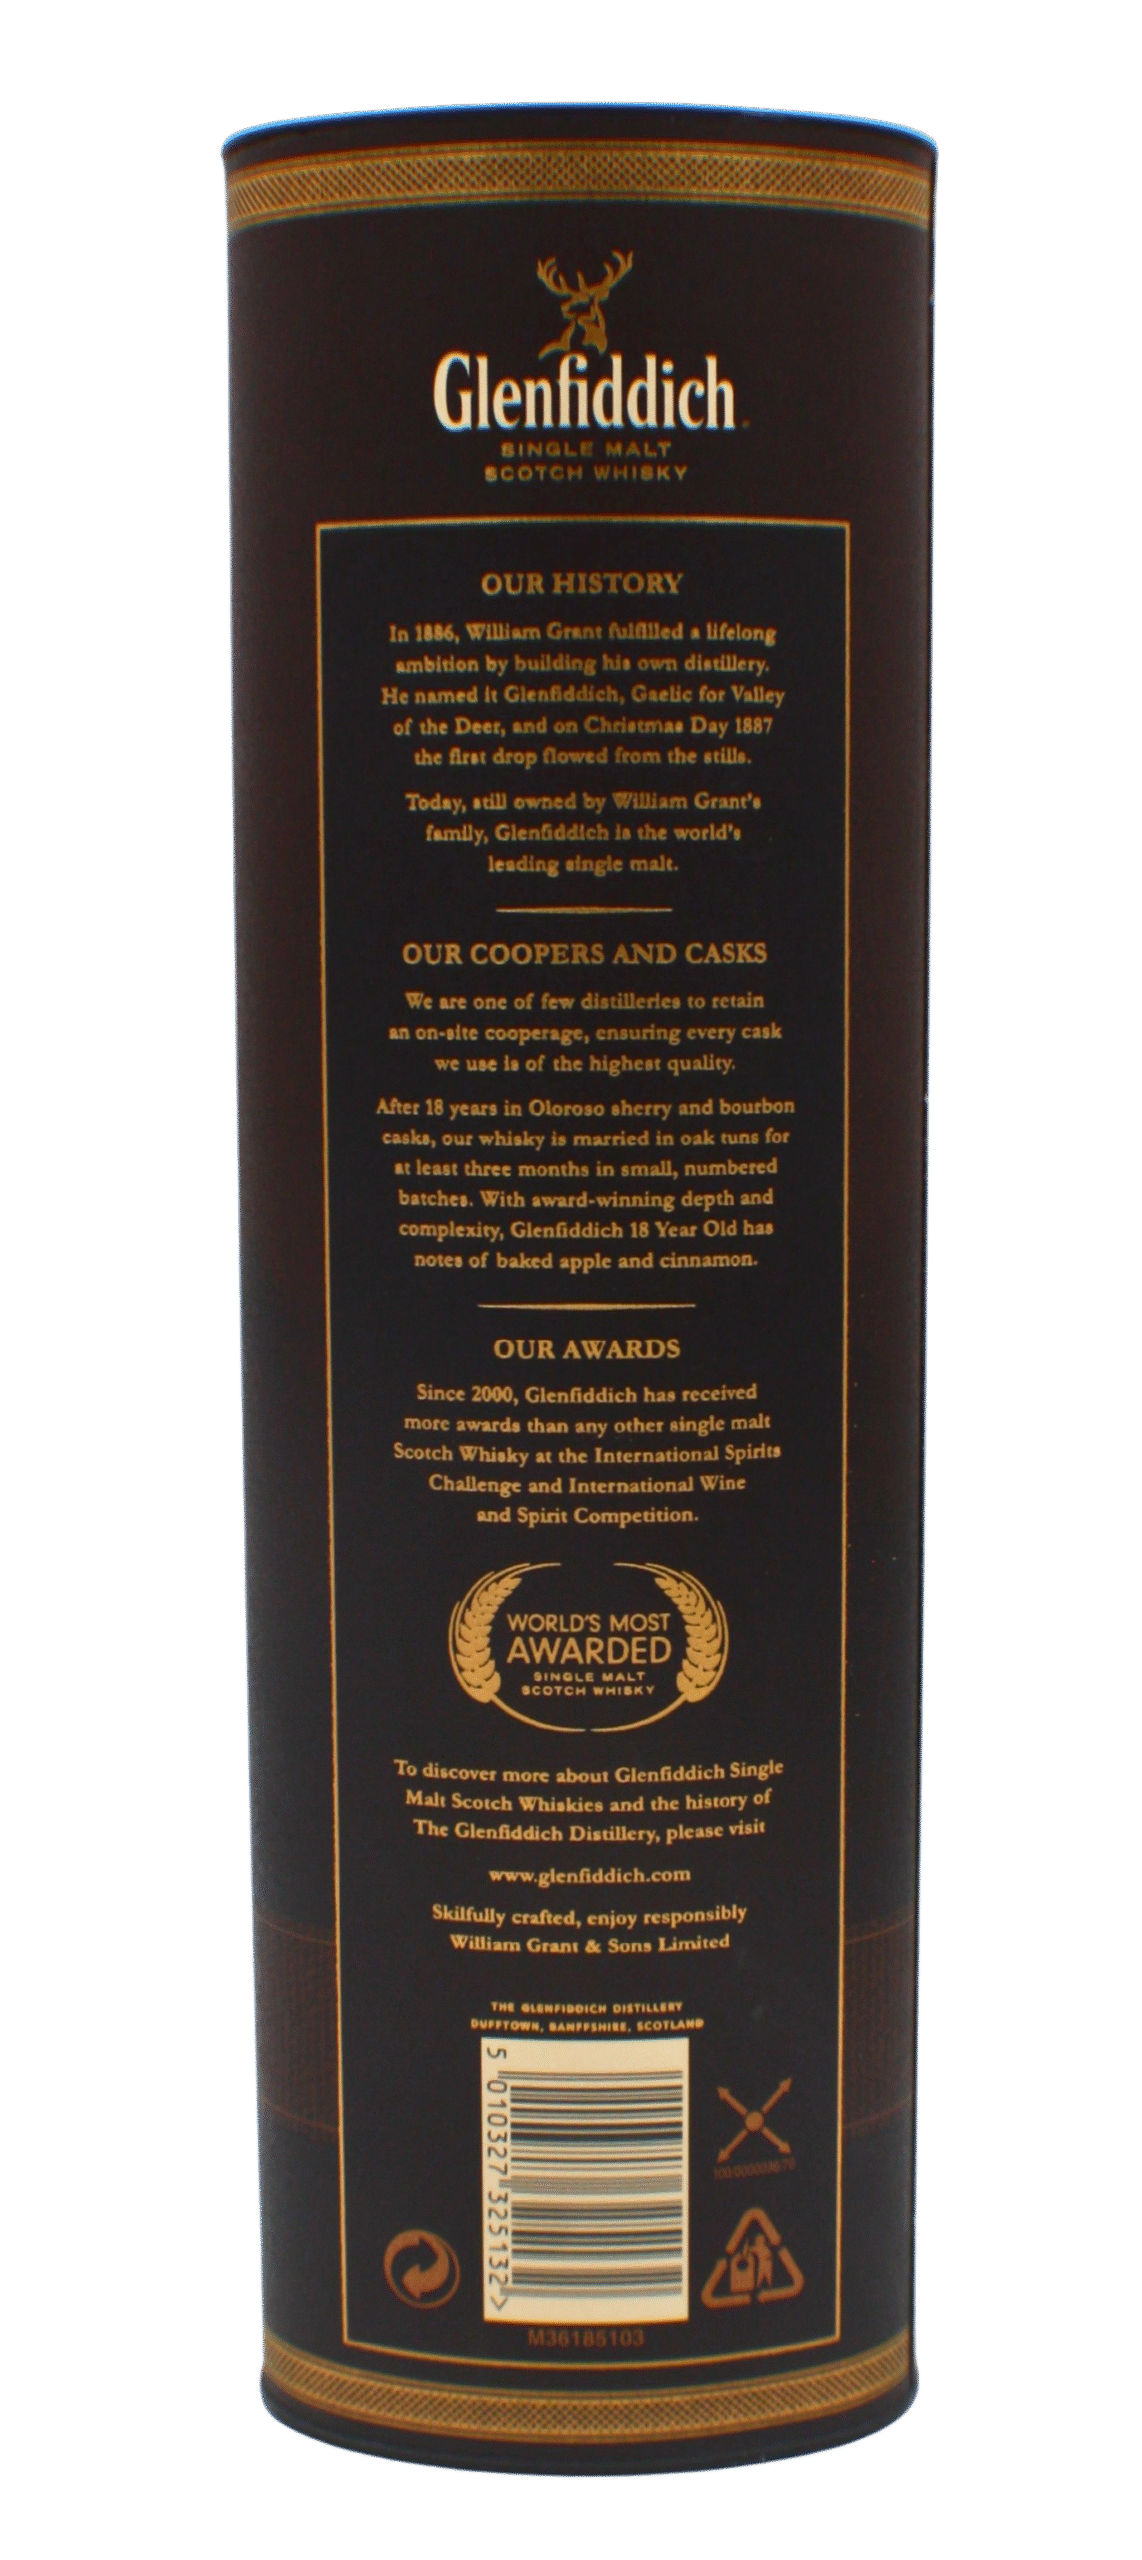 Glenfiddich
SINGLE MALT
SCOTCH WHISKY
OUR HISTORY
In 1886, William Grant fulfilled a lifelong
ambition by building his own distillery.
He named it Glenfiddich, Gaelic for Valley
of the Deer, and on Christmas Day 1887
the first drop flowed from the stills.
Today, still owned by William Grant's
family, Glenfiddich is the world's
leading single malt.
OUR COOPERS AND CASKS
We are one of few distilleries to retain
an on-site cooperage, ensuring every cask
we use is of the highest quality.
After 18 years in Oloroso sherry and bourbon
casks, our whisky is married in oak tuns for
at least three months in small, numbered
batches. With award-winning depth and
complexity, Glenfiddich 18 Year Old has
notes of baked apple and cinnamon.
OUR AWARDS
Since 2000, Glenfiddich has received
more awards than any other single malt
Scotch Whisky at the International Spirits
Challenge and International Wine
and Spirit Competition.
WORLD'S MOST
AWARDED
SINGLE MALT
SCOTCH WHISKY
To discover more about Glenfiddich Single
Malt Scotch Whiskies and the history of
The Glenfiddich Distillery, please visit
www.glenfiddich.com
Skilfully crafted, enjoy responsibly
William Grant & Sons Limited
THE GLENFIDDICH DISTILLERY
DUFFTOWN, BANFFSHIRE, SCOTLAND
5 010327 325132 >
M36185103